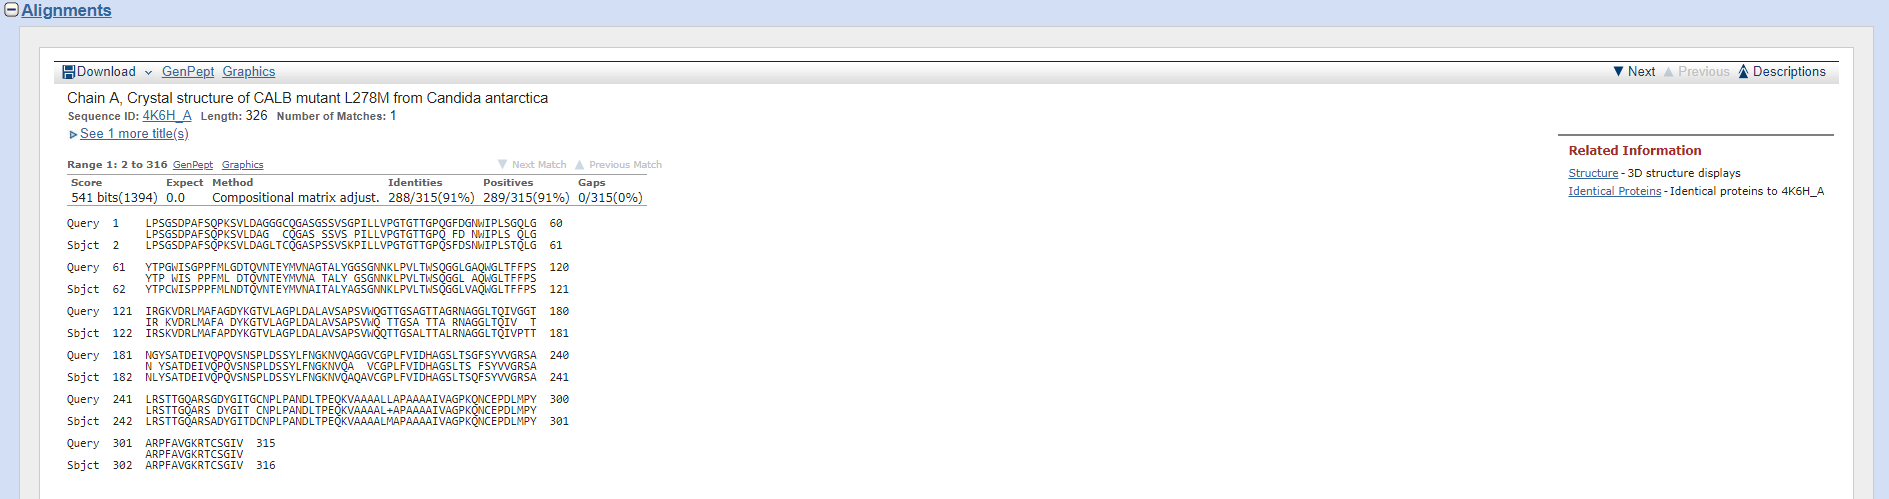 Alignments
Download GenPept Graphics Next Previous Descriptions
Chain A, Crystal structure of CALB mutant L278M from Candida antarctica
Sequence ID: 4K6H_A Length: 326 Number of Matches: 1
See 1 more title(s)
Range 1: 2 to 316 GenPept Graphics Next Match Previous Match
Score Expect Method Identities Positives Gaps
541 bits(1394) 0.0 Compositional matrix adjust. 288/315(91%) 289/315(91%) 0/315(0%)
Query 1 LPSGSDPAFSQPKSVLDAGGGCQGASGSSVSGPILLVPGTGTTGPQGFDGNWIPLSGQLG 60
LPSGSDPAFSQPKSVLDAG CQGAS SSVS PILLVPGTGTTGPQ FD NWIPLS QLG
Sbjct 2 LPSGSDPAFSQPKSVLDAGLTCQGASPSSVSKPILLVPGTGTTGPQSFDSNWIPLSTQLG 61
Query 61 YTPGWISGPPFMLGDTQVNTEYMVNAGTALYGGSGNNKLPVLTWSQGGLGAQWGLTFFPS 120
YTP WIS PPFML DTQVNTEYMVNA TALY GSGNNKLPVLTWSQGGL AQWGLTFFPS
Sbjct 62 YTPCWISPPPFMLNDTQVNTEYMVNAITALYAGSGNNKLPVLTWSQGGLVAQWGLTFFPS 121
Query 121 IRGKVDRLMAFAGDYKGTVLAGPLDALAVSAPSVWQGTTGSAGTTAGRNAGGLTQIVGGT 180
IR KVDRLMAFA DYKGTVLAGPLDALAVSAPSVWQ TTGSA TTA RNAGGLTQIV T
Sbjct 122 IRSKVDRLMAFAPDYKGTVLAGPLDALAVSAPSVWQQTTGSALTTALRNAGGLTQIVPTT 181
Query 181 NGYSATDEIVQPQVSNSPLDSSYLFNGKNVQAGGVCGPLFVIDHAGSLTSGFSYVVGRSA 240
N YSATDEIVQPQVSNSPLDSSYLFNGKNVQA VCGPLFVIDHAGSLTS FSYVVGRSA
Sbjct 182 NLYSATDEIVQPQVSNSPLDSSYLFNGKNVQAQAVCGPLFVIDHAGSLTSQFSYVVGRSA 241
Query 241 LRSTTGQARSGDYGITGCNPLPANDLTPEQKVAAAALLAPAAAAIVAGPKQNCEPDLMPY 300
LRSTTGQARS DYGIT CNPLPANDLTPEQKVAAAAL+APAAAAIVAGPKQNCEPDLMPY
Sbjct 242 LRSTTGQARSADYGITDCNPLPANDLTPEQKVAAAALMAPAAAAIVAGPKQNCEPDLMPY 301
Query 301 ARPFAVGKRTCSGIV 315
ARPFAVGKRTCSGIV
Sbjct 302 ARPFAVGKRTCSGIV 316
Related Information
Structure - 3D structure displays
Identical Proteins - Identical proteins to 4K6H_A